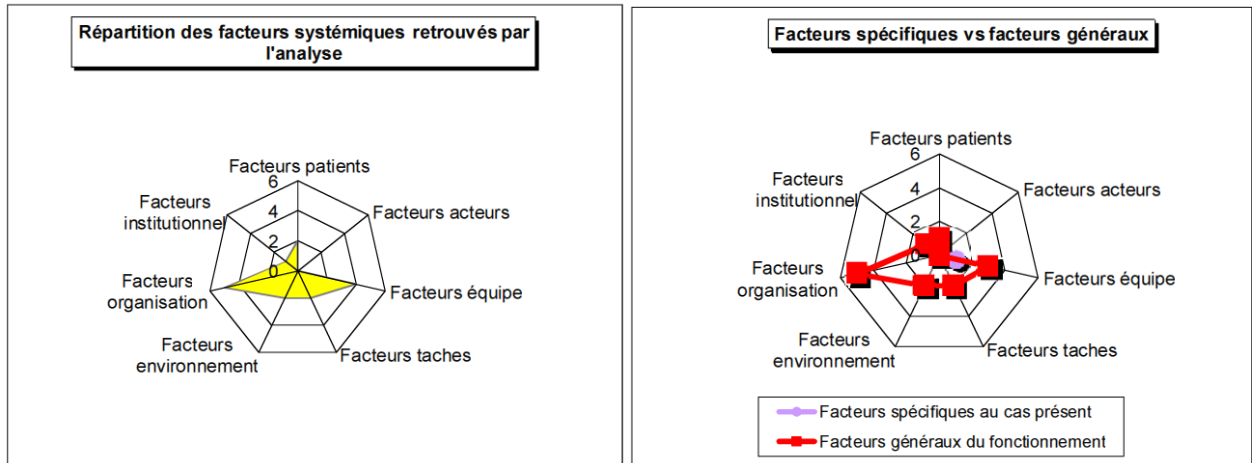 Répartition des facteurs systémiques retrouvés par
l'analyse
Facteurs patients
6
4
2
0
Facteurs acteurs
Facteurs équipe
Facteurs taches
Facteurs
environnement
Facteurs
organisation
Facteurs
institutionnel
Facteurs spécifiques vs facteurs généraux
Facteurs patients
6
4
2
Facteurs acteurs
Facteurs équipe
Facteurs taches
Facteurs
environnement
Facteurs
organisation
Facteurs
institutionnel
Facteurs spécifiques au cas présent
Facteurs généraux du fonctionnement